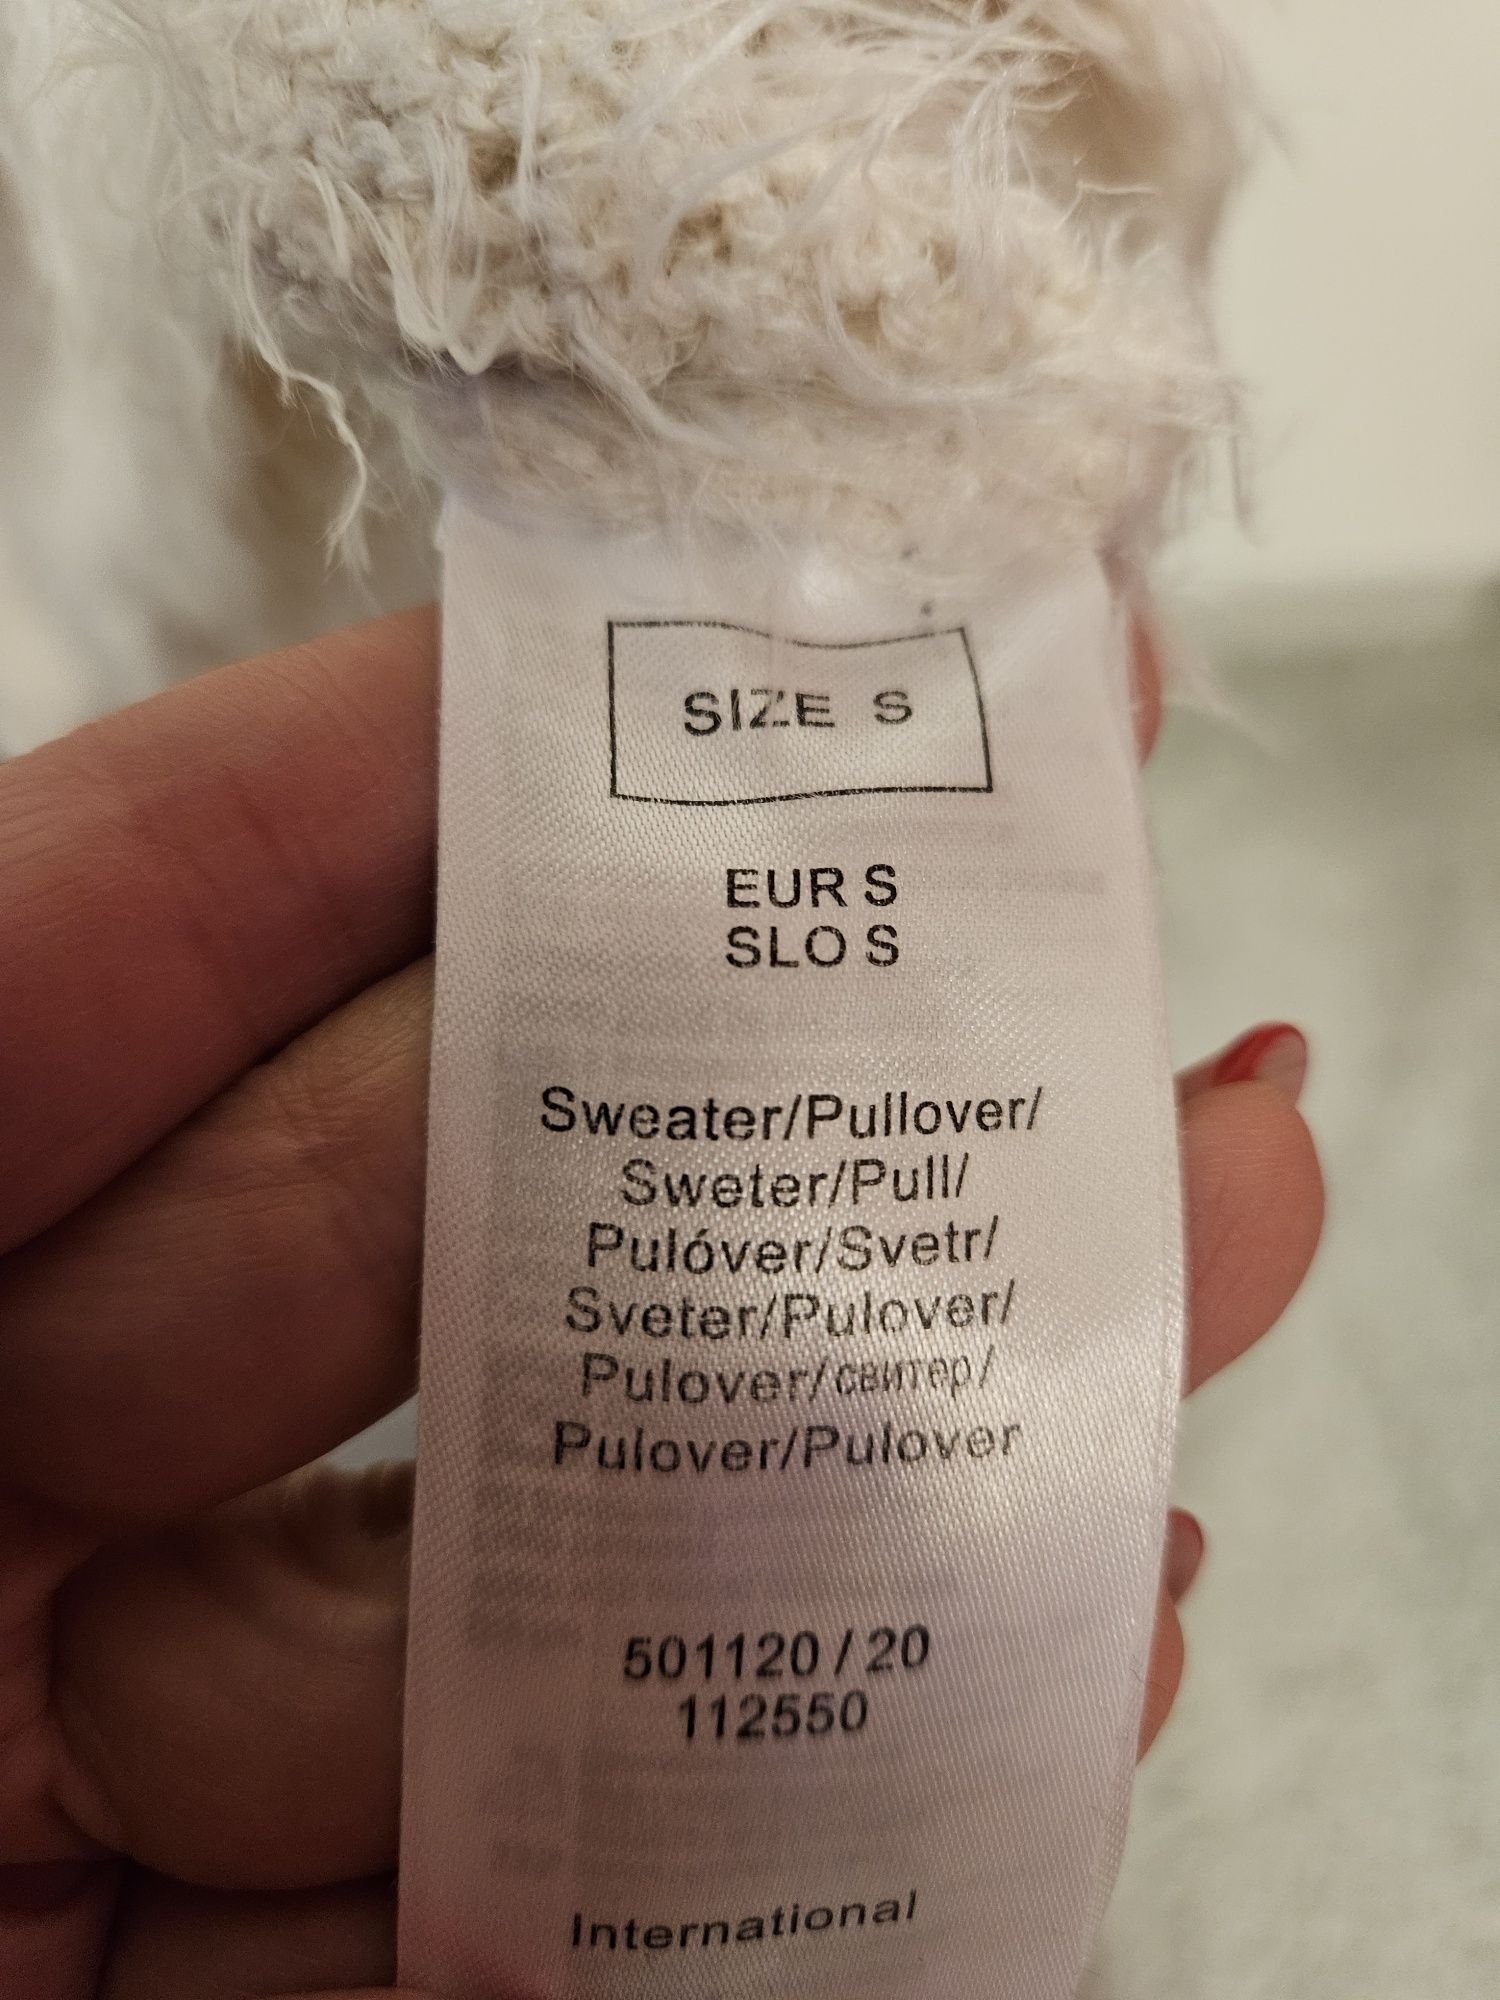 SIZE S
EUR S
SLO S
Sweater/Pullover/
Sweter/Pull/
Pulóver/Svetr/
Sveter/Pulover/
Pulover/свитер/
Pulover/Pulover
501120 / 20
112550
International